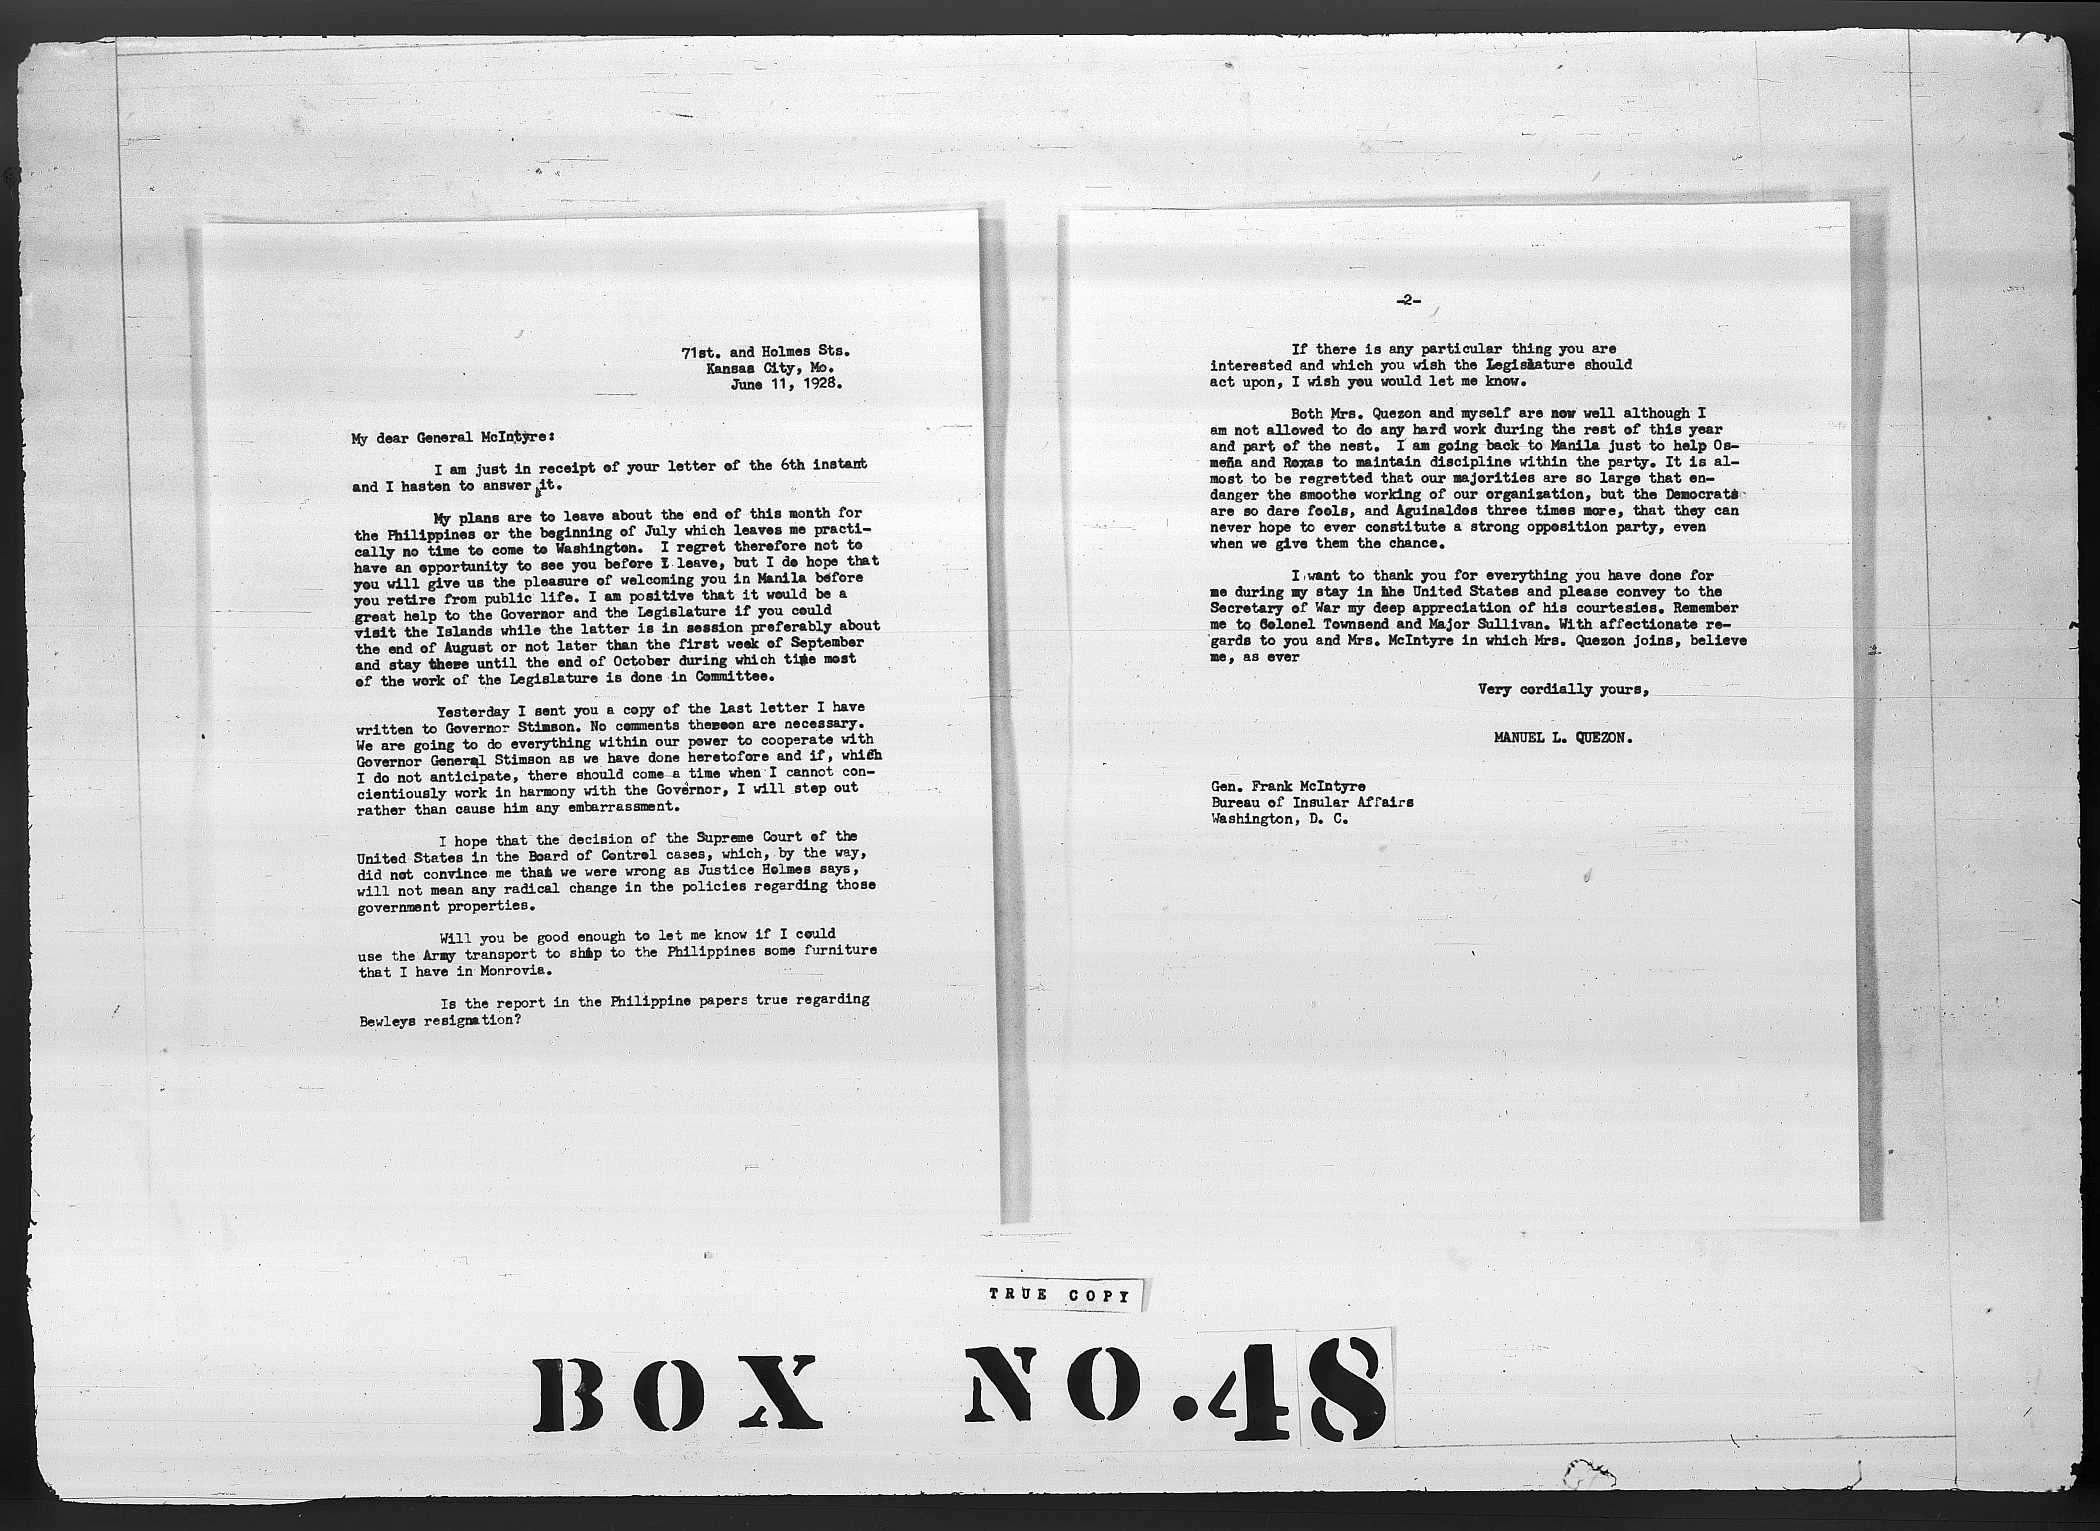 71st. and Holmes Sts.
Kansas City, Mo.
June 11, 1928.
My dear General McIntyre:
I am just in receipt of your letter of the 6th instant
and I hasten to answer it.
My plans are to leave about the end of this month for
the Philippines or the beginning of July which leaves me practi-
cally no time to come to Washington. I regret therefore not to
have an opportunity to see you before I leave, but I do hope that
you will give us the pleasure of welcoming you in Manila before
you retire from public life. I am positive that it would be a
great help to the Governor and the Legislature if you could
visit the Islands while the latter is in session preferably about
the end of August or not later than the first week of September
and stay there until the end of October during which time most
of the work of the Legislature is done in Committee.
Yesterday I sent you a copy of the last letter I have
written to Governor Stimson. No comments thereon are necessary.
We are going to do everything within our power to cooperate with
Governor General Stimson as we have done heretofore and if, which
I do not anticipate, there should come a time when I cannot con-
cientiously work in harmony with the Governor, I will step out
rather than cause him any embarrassment.
I hope that the decision of the Supreme Court of the
United States in the Board of Control cases, which, by the way,
did not convince me that we were wrong as Justice Holmes says,
will not mean any radical change in the policies regarding those
government properties.
Will you be good enough to let me know if I could
use the Army transport to ship to the Philippines some furniture
that I have in Monrovia.
Is the report in the Philippine papers true regarding
Bewleys resignation?
-2-
If there is any particular thing you are
interested and which you wish the Legislature should
act upon, I wish you would let me know.
Both Mrs. Quezon and myself are now well although I
am not allowed to do any hard work during the rest of this year
and part of the nest. I am going back to Manila just to help Os-
meña and Roxas to maintain discipline within the party. It is al-
most to be regretted that our majorities are so large that en-
danger the smoothe working of our organization, but the Democrats
are so dare fools, and Aguinaldos three times more, that they can
never hope to ever constitute a strong opposition party, even
when we give them the chance.
I want to thank you for everything you have done for
me during my stay in the United States and please convey to the
Secretary of War my deep appreciation of his courtesies. Remember
me to Colonel Townsend and Major Sullivan. With affectionate re-
gards to you and Mrs. McIntyre in which Mrs. Quezon joins, believe
me, as ever
Very cordially yours,
MANUEL L. QUEZON.
Gen. Frank McIntyre
Bureau of Insular Affairs
Washington, D. C.
TRUE COPY
BOX NO. 48